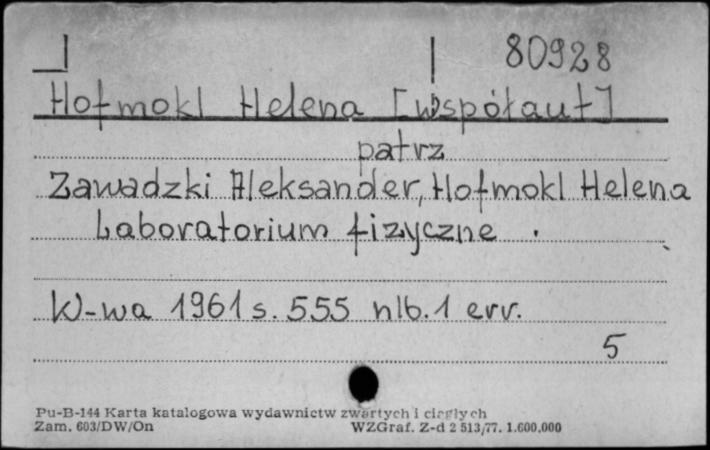 80928
Hofmokl Helena [współaut]
patrz
Zawadzki Aleksander, Hofmokl Helena
Laboratorium fizyczne .
W-wa 1961 s. 555 nlb. 1 err.
5
Pu-B-144 Karta katalogowa wydawnictw zwartych i ciągłych
Zam. 603/DW/On WZGraf. Z-d 2 513/77. 1.600.000